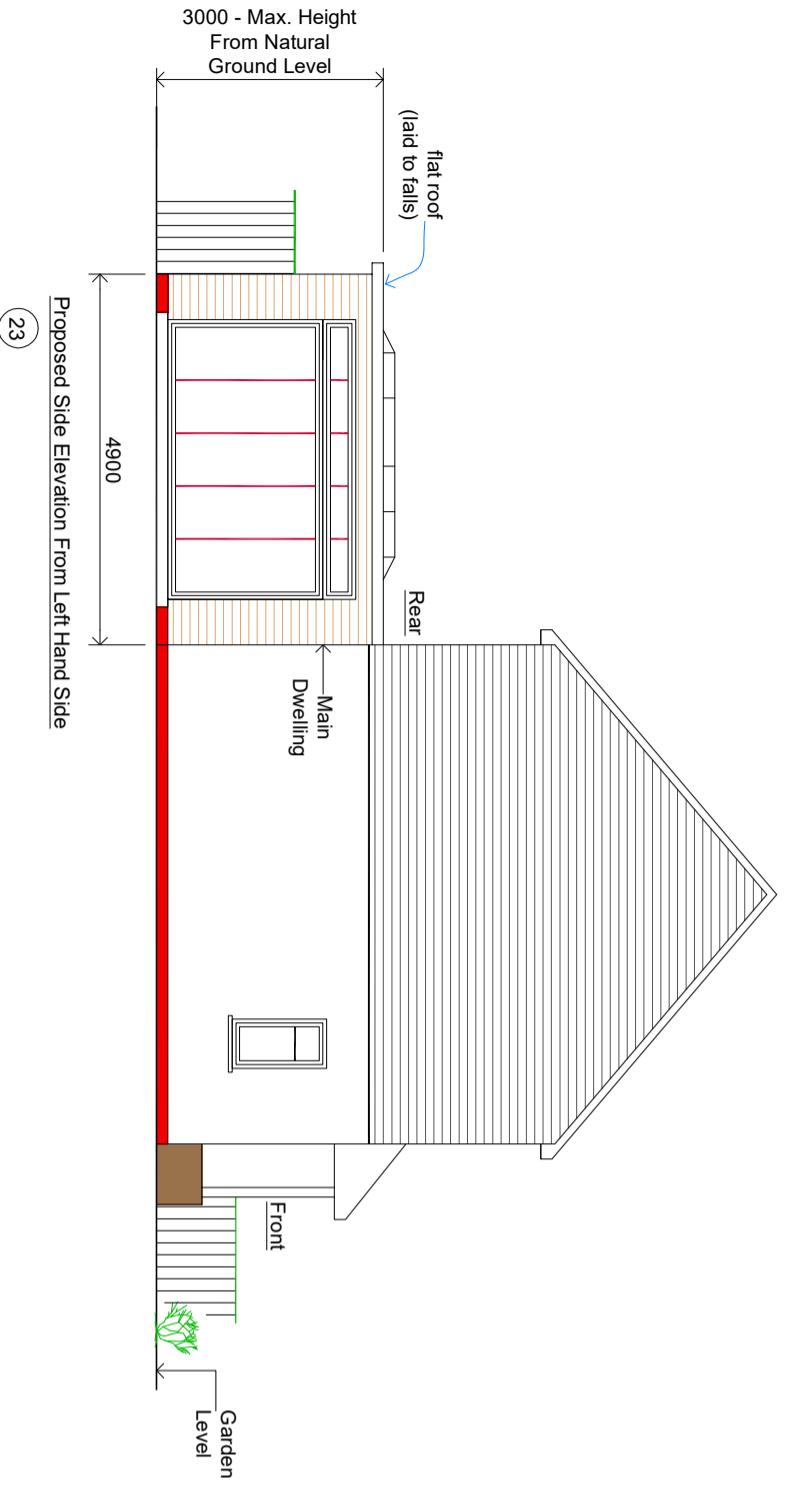 3000 - Max. Height
From Natural
Ground Level
flat roof
(laid to falls)
Rear
Main
Dwelling
Front
Garden
Level
4900
Proposed Side Elevation From Left Hand Side
23